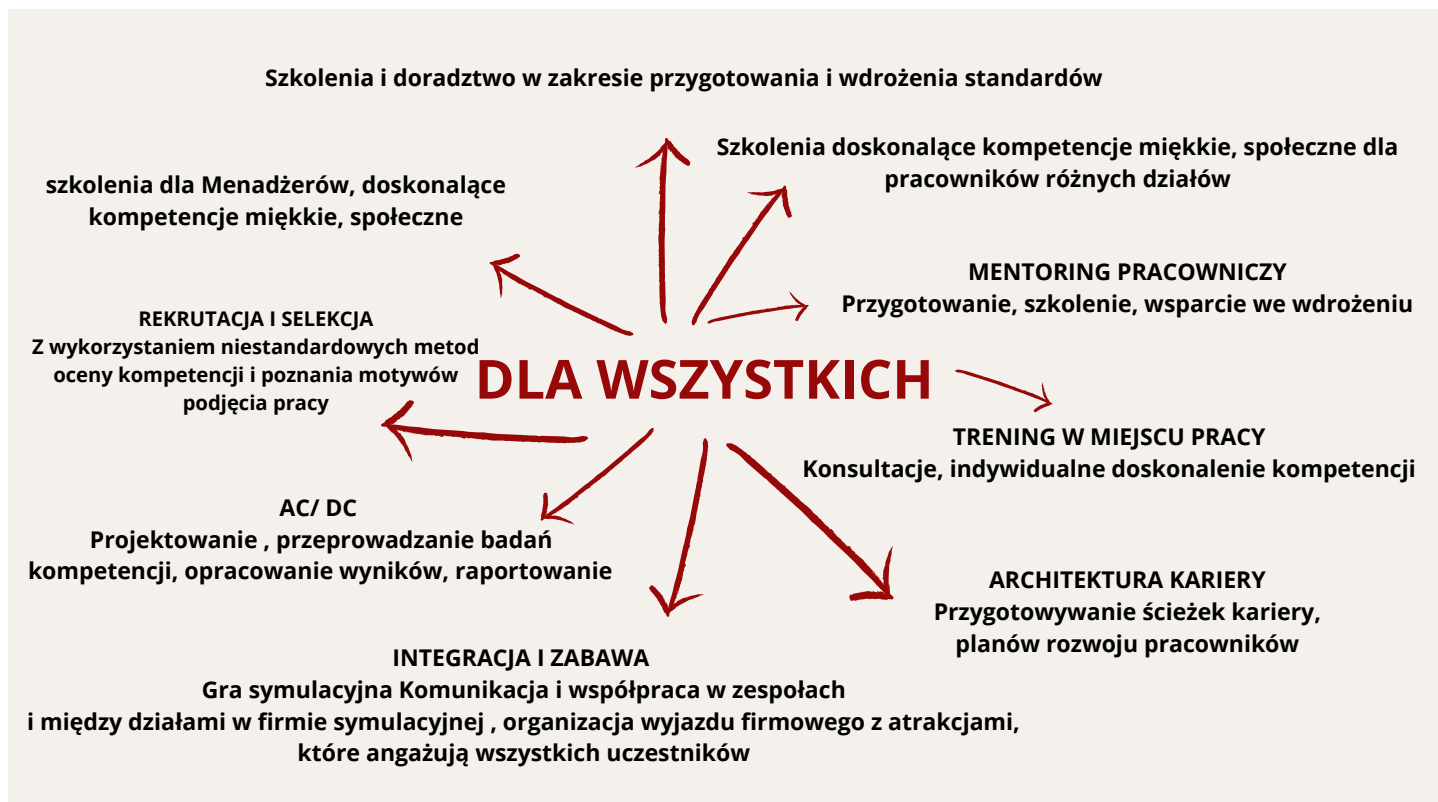 Szkolenia i doradztwo w zakresie przygotowania i wdrożenia standardów
Szkolenia doskonalące kompetencje miękkie, społeczne dla
pracowników różnych działów
szkolenia dla Menadżerów, doskonalące
kompetencje miękkie, społeczne
MENTORING PRACOWNICZY
Przygotowanie, szkolenie, wsparcie we wdrożeniu
REKRUTACJA I SELEKCJA
Z wykorzystaniem niestandardowych metod
oceny kompetencji i poznania motywów
podjęcia pracy
DLA WSZYSTKICH
TRENING W MIEJSCU PRACY
Konsultacje, indywidualne doskonalenie kompetencji
AC/ DC
Projektowanie , przeprowadzanie badań
kompetencji, opracowanie wyników, raportowanie
ARCHITEKTURA KARIERY
Przygotowywanie ścieżek kariery,
planów rozwoju pracowników
INTEGRACJA I ZABAWA
Gra symulacyjna Komunikacja i współpraca w zespołach
i między działami w firmie symulacyjnej , organizacja wyjazdu firmowego z atrakcjami,
które angażują wszystkich uczestników